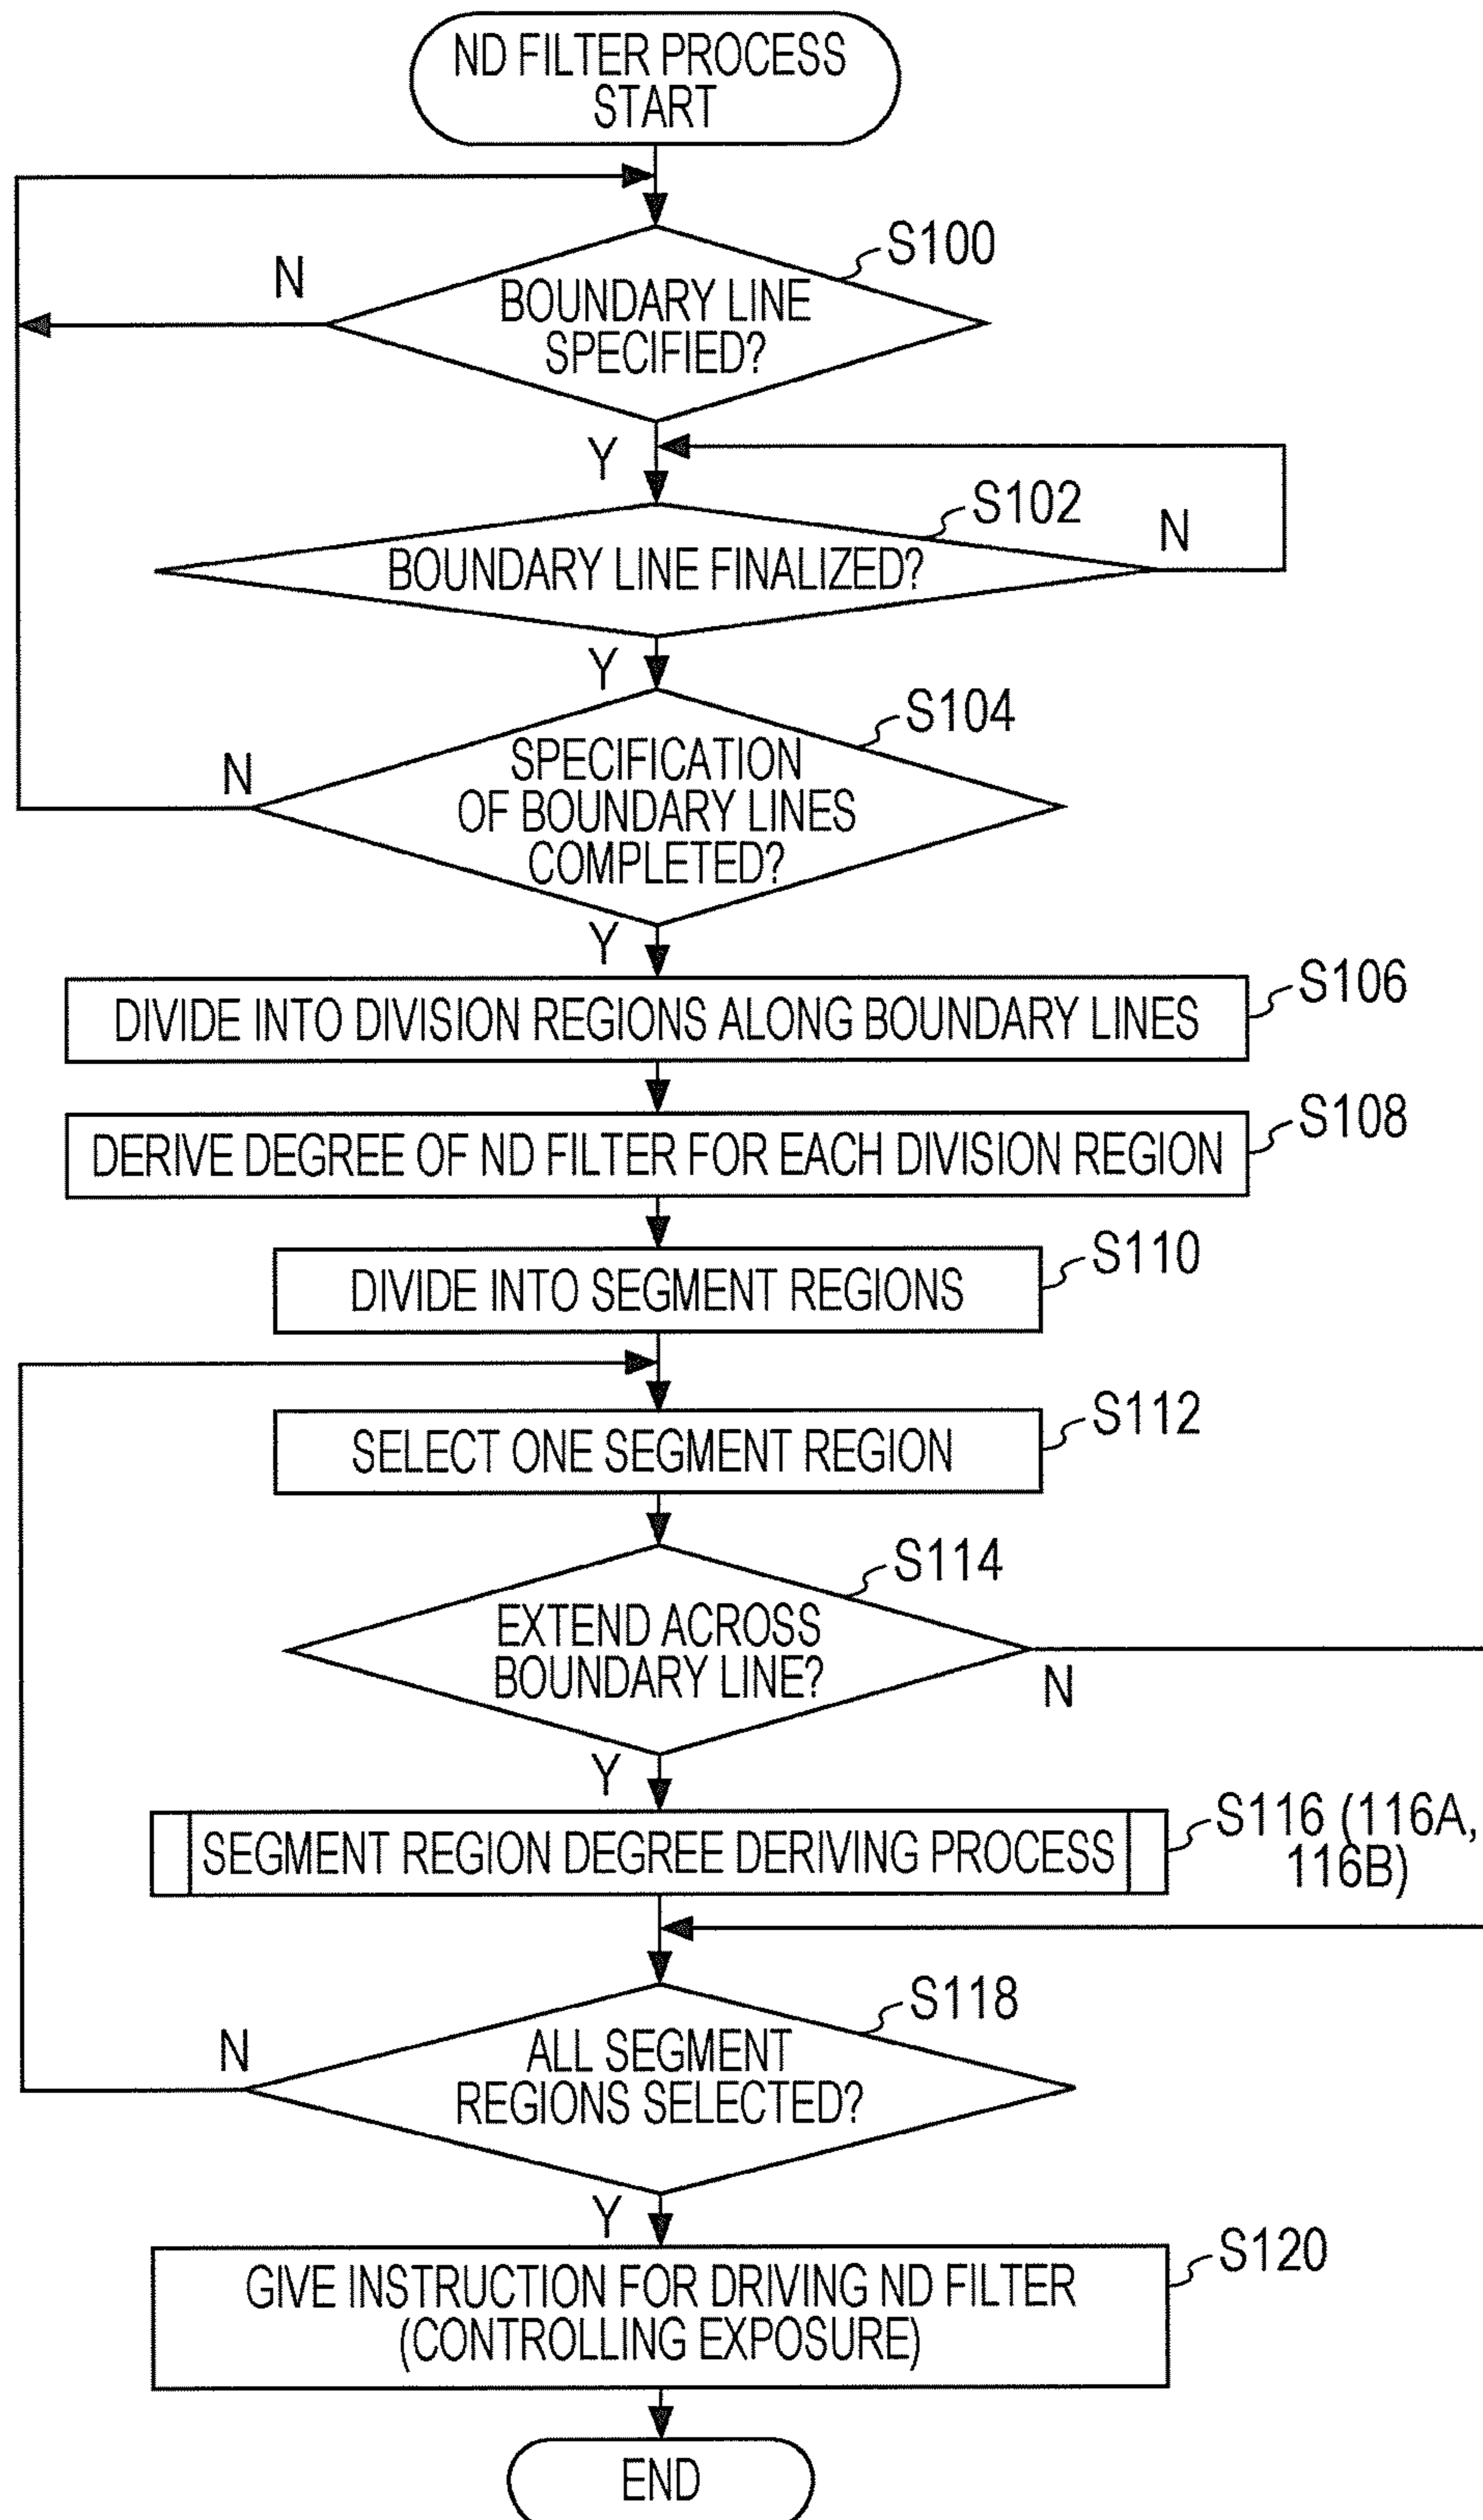 ND FILTER PROCESS
START
S100
N
BOUNDARY LINE
SPECIFIED?
Y
S102
N
BOUNDARY LINE FINALIZED?
Y
S104
N
SPECIFICATION
OF BOUNDARY LINES
COMPLETED?
Y
S106
DIVIDE INTO DIVISION REGIONS ALONG BOUNDARY LINES
S108
DERIVE DEGREE OF ND FILTER FOR EACH DIVISION REGION
S110
DIVIDE INTO SEGMENT REGIONS
S112
SELECT ONE SEGMENT REGION
S114
EXTEND ACROSS
BOUNDARY LINE?
N
Y
S116 (116A,
116B)
SEGMENT REGION DEGREE DERIVING PROCESS
S118
N
ALL SEGMENT
REGIONS SELECTED?
Y
S120
GIVE INSTRUCTION FOR DRIVING ND FILTER
(CONTROLLING EXPOSURE)
END